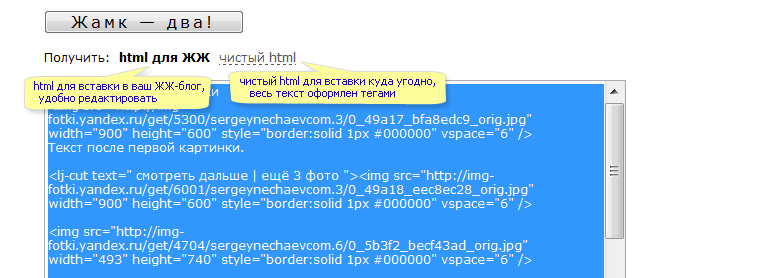 Жамк — два!
Получить: html для ЖЖ чистый html
html для вставки в ваш ЖЖ-блог,
удобно редактировать
чистый html для вставки куда угодно,
весь текст оформлен тегами
fotki.yandex.ru/get/5300/sergeynechaevcom.3/0_49a17_bfa8edc9_orig.jpg"
width="900" height="600" style="border:solid 1px #000000" vspace="6" />
Текст после первой картинки.
<lj-cut text=" смотреть дальше | ещё 3 фото "><img src="http://img-
fotki.yandex.ru/get/6001/sergeynechaevcom.3/0_49a18_eec8ec28_orig.jpg"
width="900" height="600" style="border:solid 1px #000000" vspace="6" />
<img src="http://img-
fotki.yandex.ru/get/4704/sergeynechaevcom.6/0_5b3f2_becf43ad_orig.jpg"
width="493" height="740" style="border:solid 1px #000000" vspace="6" />